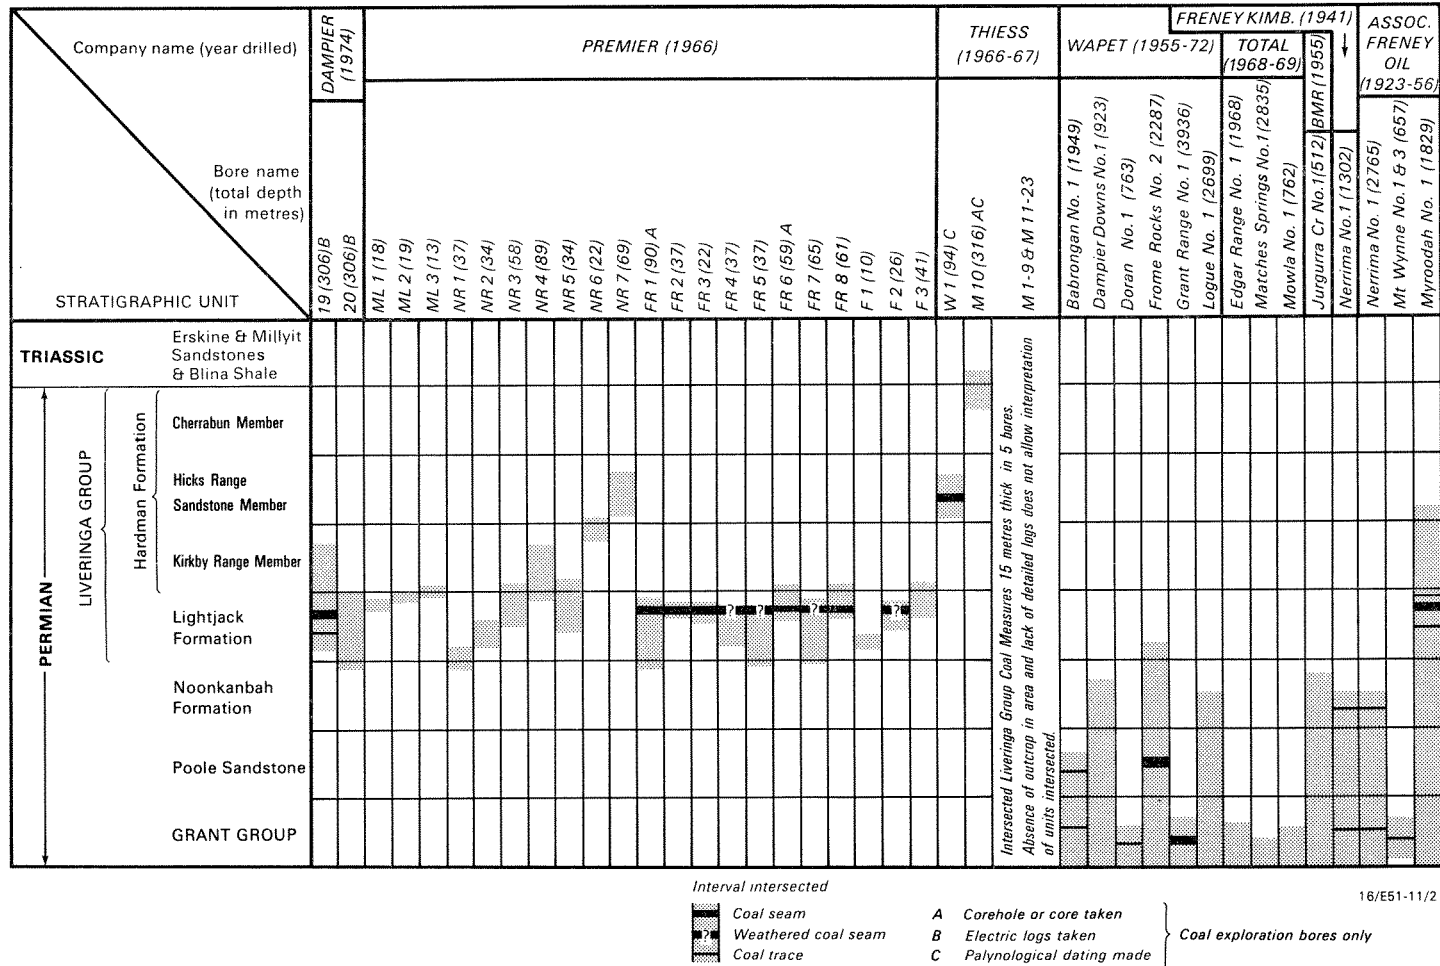 Company name (year drilled)
Bore name
(total depth
in metres)
STRATIGRAPHIC UNIT
DAMPIER
(1974)
PREMIER (1966)
THIESS
(1966-67)
WAPET (1955-72)
FRENEY KIMB. (1941)
TOTAL
(1968-69)
BMR (1955)
ASSOC.
FRENEY
OIL
(1923-56)
19 (306)B
20 (306)B
ML 1 (18)
ML 2 (19)
ML 3 (13)
NR 1 (37)
NR 2 (34)
NR 3 (58)
NR 4 (89)
NR 5 (34)
NR 6 (22)
NR 7 (69)
FR 1 (90) A
FR 2 (37)
FR 3 (22)
FR 4 (37)
FR 5 (37)
FR 6 (59) A
FR 7 (65)
FR 8 (61)
F 1 (10)
F 2 (26)
F 3 (41)
W 1 (94) C
M 10 (316) AC
M 1-9 & M 11-23
Babrongan No. 1 (1949)
Dampier Downs No.1 (923)
Doran No.1 (763)
Frome Rocks No. 2 (2287)
Grant Range No. 1 (3936)
Logue No. 1 (2699)
Edgar Range No. 1 (1968)
Matches Springs No.1 (2835)
Mowla No. 1 (762)
Jurgurra Cr No.1 (512)
Nerrima No.1 (1302)
Nerrima No. 1 (2765)
Mt Wynne No.1 & 3 (657)
Myroodah No. 1 (1829)
TRIASSIC
Erskine & Millyit
Sandstones
& Blina Shale
PERMIAN
LIVERINGA GROUP
Hardman Formation
Cherrabun Member
Hicks Range
Sandstone Member
Kirkby Range Member
Lightjack
Formation
Noonkanbah
Formation
Poole Sandstone
GRANT GROUP
?
?
?
?
Intersected Liveringa Group Coal Measures 15 metres thick in 5 bores.
Absence of outcrop in area and lack of detailed logs does not allow interpretation
of units intersected.
Interval intersected
Coal seam
?
Weathered coal seam
Coal trace
A Corehole or core taken
B Electric logs taken
C Palynological dating made
Coal exploration bores only
16/E51-11/2